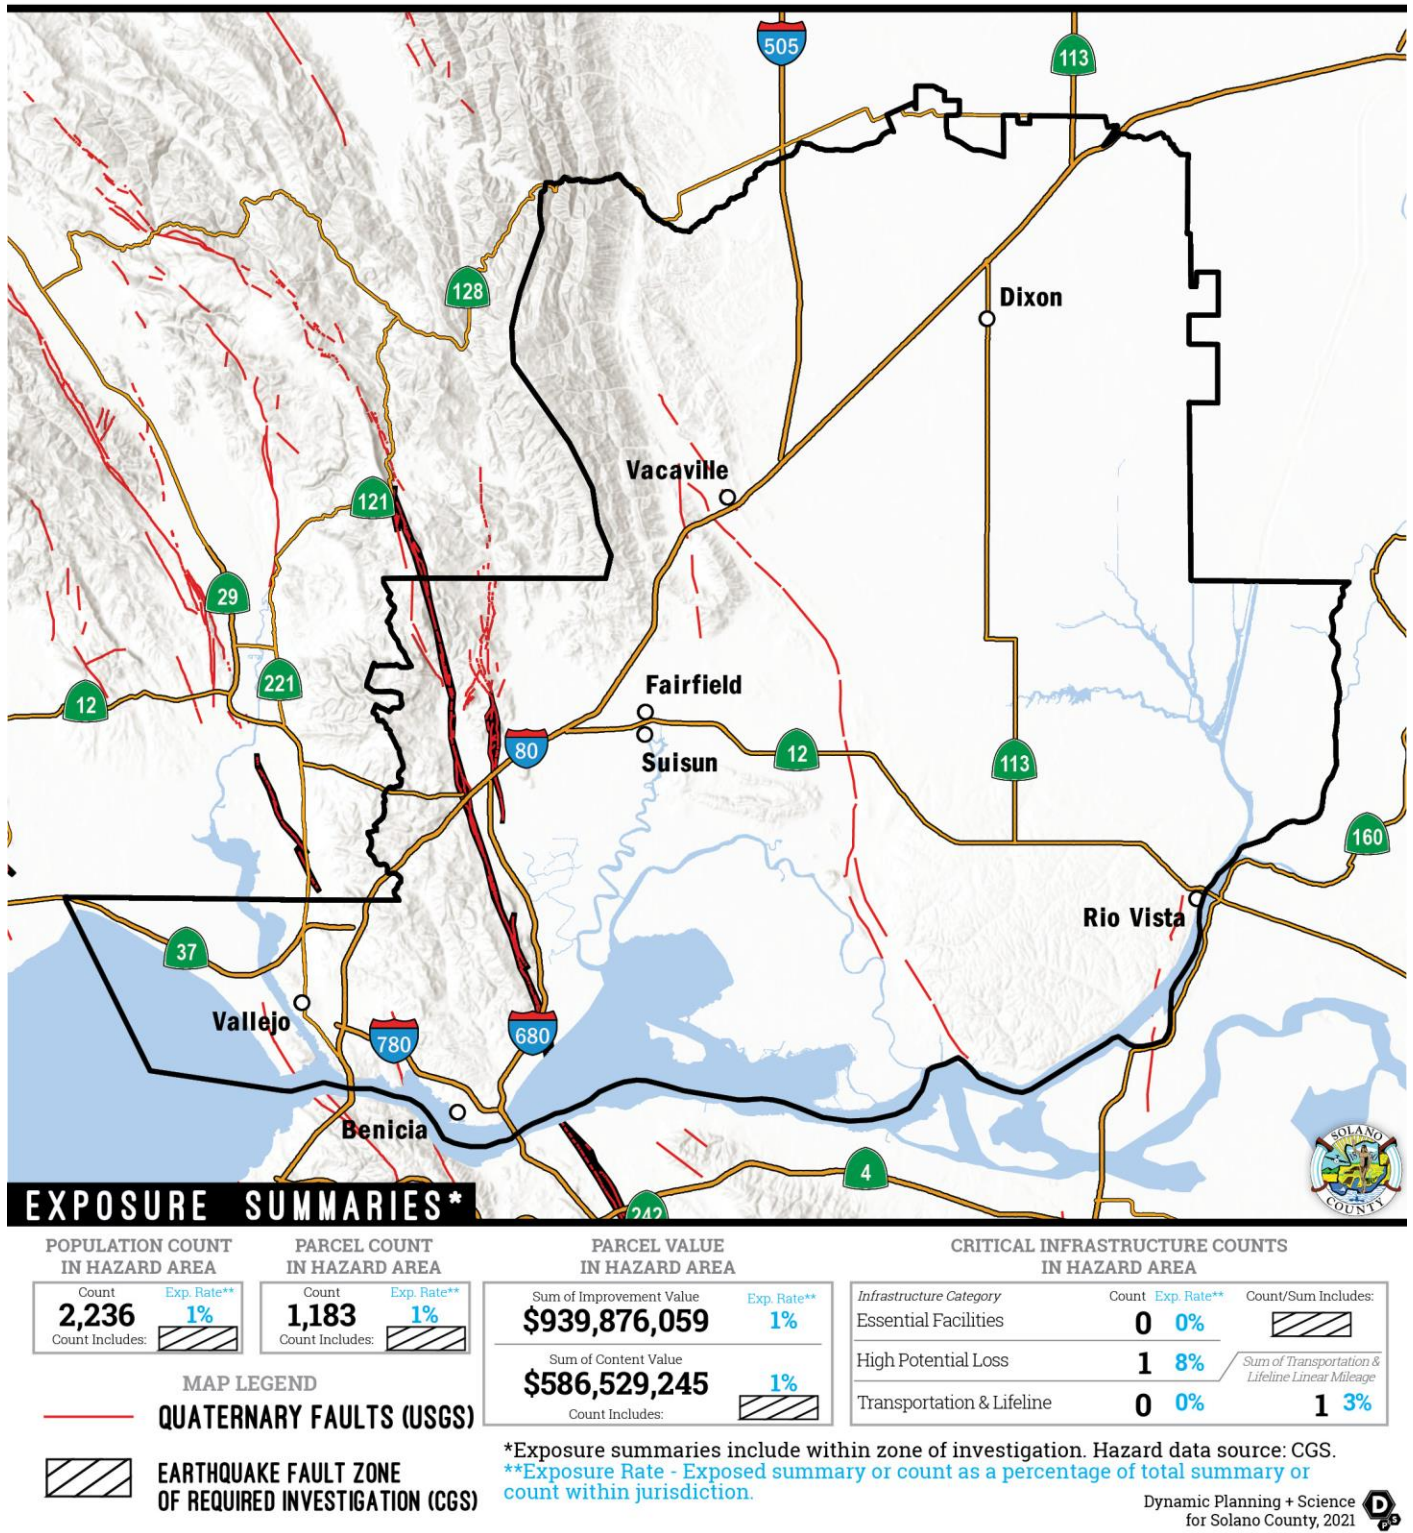 505
113
128
Dixon
Vacaville
121
29
221
12
Fairfield
80
Suisun
12
113
160
Rio Vista
37
Vallejo
780
680
Benicia
4
242
SOLANO
COUNTY
EXPOSURE SUMMARIES*
POPULATION COUNT
IN HAZARD AREA
Count Exp. Rate**
2,236 1%
Count Includes:
PARCEL COUNT
IN HAZARD AREA
Count Exp. Rate**
1,183 1%
Count Includes:
PARCEL VALUE
IN HAZARD AREA
Sum of Improvement Value Exp. Rate**
$939,876,059 1%
Sum of Content Value
$586,529,245 1%
Count Includes:
CRITICAL INFRASTRUCTURE COUNTS
IN HAZARD AREA
Infrastructure Category Count Exp. Rate** Count/Sum Includes:
Essential Facilities 0 0%
High Potential Loss 1 8%
Sum of Transportation &
Lifeline Linear Mileage
Transportation & Lifeline 0 0% 1 3%
MAP LEGEND
QUATERNARY FAULTS (USGS)
EARTHQUAKE FAULT ZONE
OF REQUIRED INVESTIGATION (CGS)
*Exposure summaries include within zone of investigation. Hazard data source: CGS.
**Exposure Rate - Exposed summary or count as a percentage of total summary or
count within jurisdiction.
Dynamic Planning + Science
for Solano County, 2021
D
P S